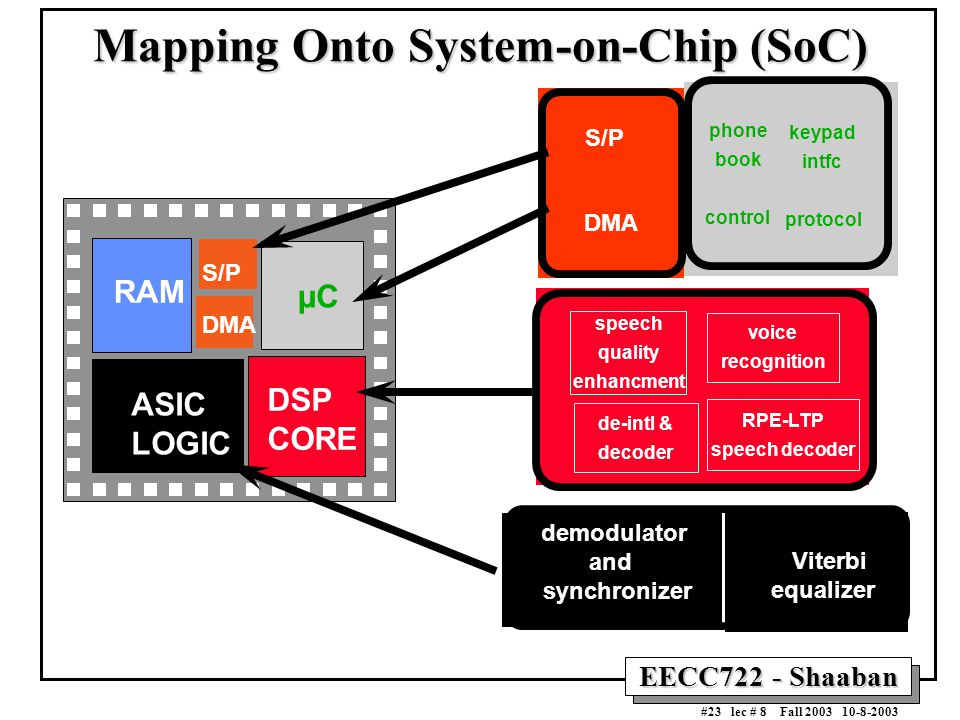 Mapping Onto System-on-Chip (SoC)
S/P
DMA
phone
book
keypad
intfc
control
protocol
RAM
S/P
DMA
µC
ASIC
LOGIC
DSP
CORE
speech
quality
enhancment
voice
recognition
de-intl &
decoder
RPE-LTP
speech decoder
demodulator
and
synchronizer
Viterbi
equalizer
EECC722 - Shaaban
#23 lec # 8 Fall 2003 10-8-2003